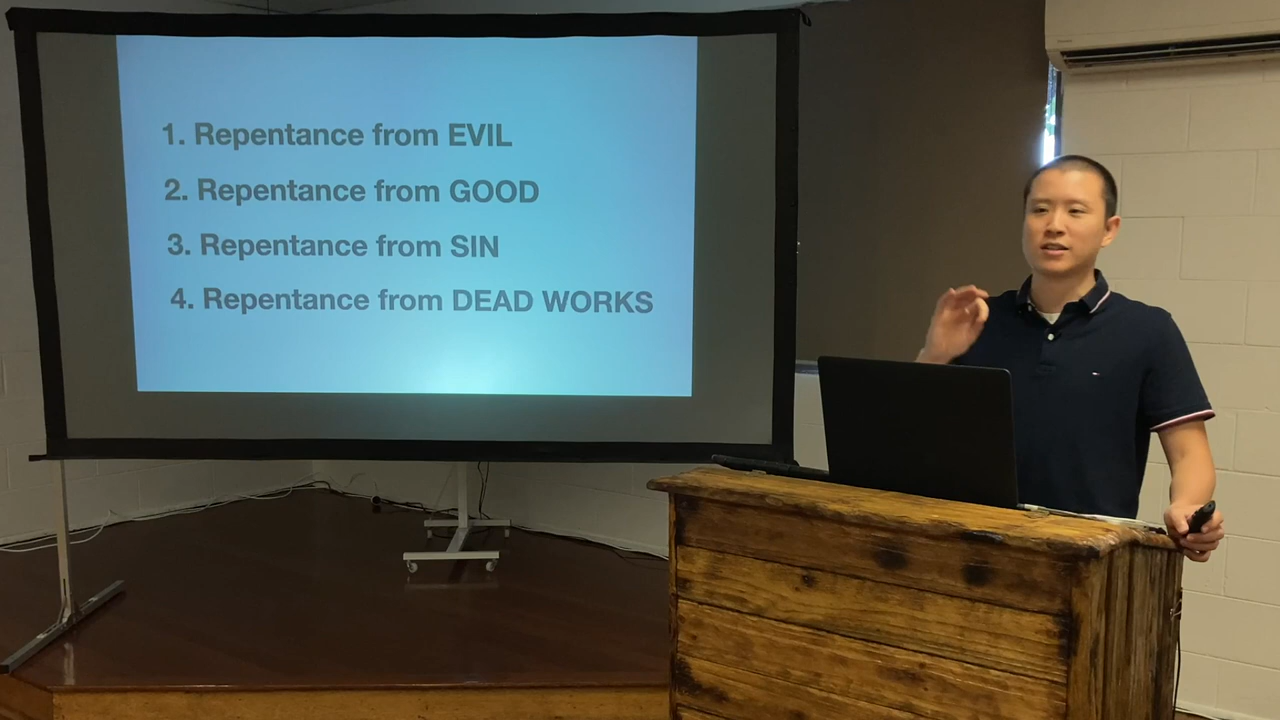 1. Repentance from EVIL
2. Repentance from GOOD
3. Repentance from SIN
4. Repentance from DEAD WORKS